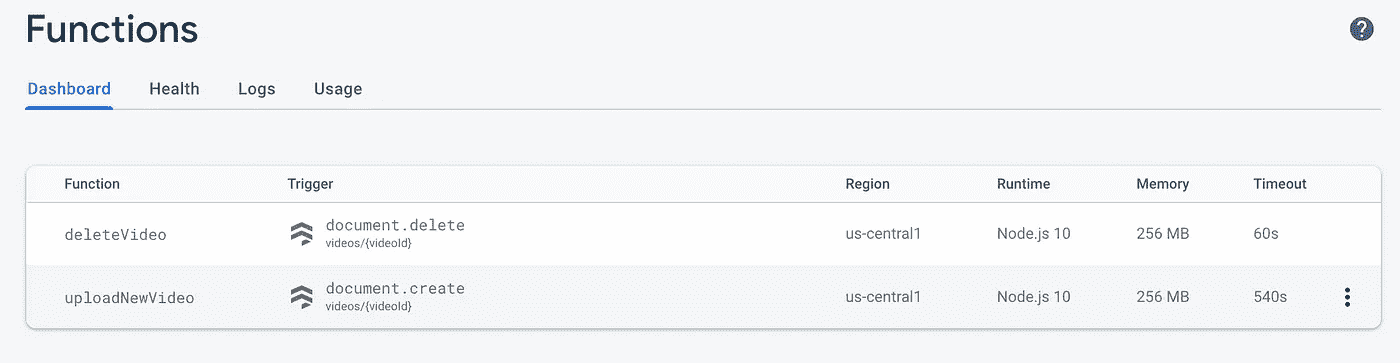 Functions
?
Dashboard Health Logs Usage
Function Trigger Region Runtime Memory Timeout
deleteVideo document.delete us-central1 Node.js 10 256 MB 60s
videos/{videoId}
uploadNewVideo document.create us-central1 Node.js 10 256 MB 540s
videos/{videoId}